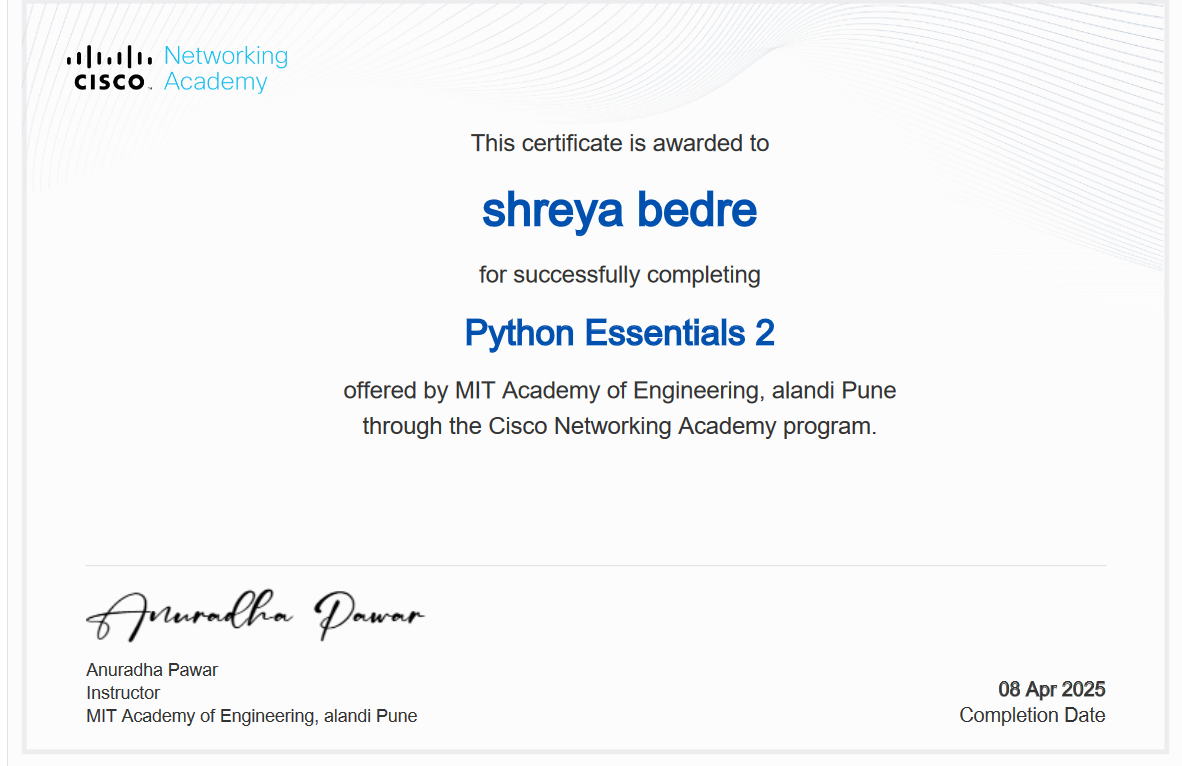 Networking
CISCO Academy
This certificate is awarded to
shreya bedre
for successfully completing
Python Essentials 2
offered by MIT Academy of Engineering, alandi Pune
through the Cisco Networking Academy program.
Anuradha Pawar
Anuradha Pawar
Instructor
MIT Academy of Engineering, alandi Pune
08 Apr 2025
Completion Date